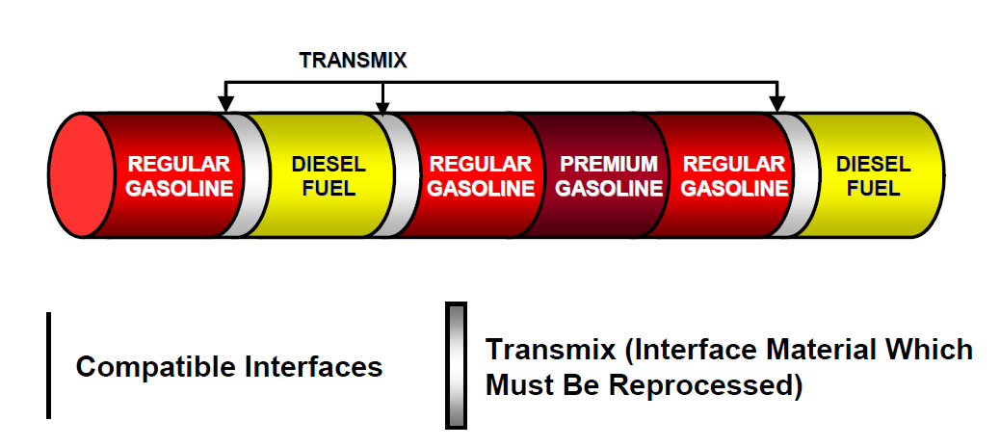 TRANSMIX
REGULAR
GASOLINE
DIESEL
FUEL
REGULAR
GASOLINE
PREMIUM
GASOLINE
REGULAR
GASOLINE
DIESEL
FUEL
Compatible Interfaces
Transmix (Interface Material Which
Must Be Reprocessed)